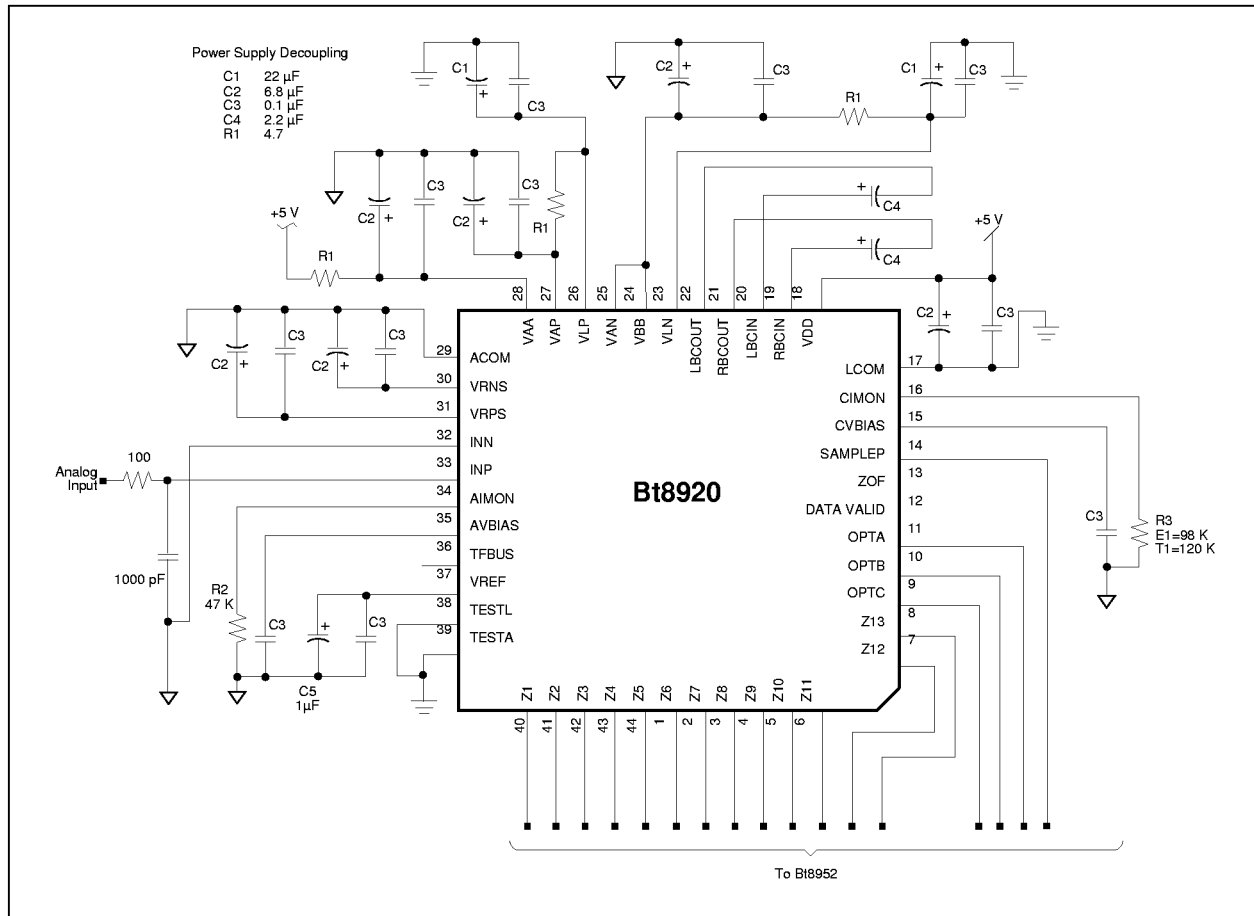 Power Supply Decoupling
C1 22 µF
C2 6.8 µF
C3 0.1 µF
C4 2.2 µF
R1 4.7
C1
+
C3
C2
+
C3
R1
C1
+
C3
C2
+
C3
C2
+
C3
R1
+5 V
R1
+
C4
+
C4
+5 V
C2
+
C3
28
27
26
25
24
23
22
21
20
19
18
VAA
VAP
VLP
VAN
VBB
VLN
LBCOUT
RBCOUT
LBCIN
RBCIN
VDD
C2
+
C3
C2
+
C3
29
ACOM
30
VRNS
31
VRPS
32
INN
33
INP
34
AIMON
35
AVBIAS
36
TFBUS
37
VREF
38
TESTL
39
TESTA
Analog
Input
100
1000 pF
R2
47 K
C3
+
C5
1µF
C3
Bt8920
LCOM
17
CIMON
16
CVBIAS
15
SAMPLEP
14
ZOF
13
DATA VALID
12
OPTA
11
OPTB
10
OPTC
9
Z13
8
Z12
7
C3
R3
E1=98 K
T1=120 K
Z1
Z2
Z3
Z4
Z5
Z6
Z7
Z8
Z9
Z10
Z11
40
41
42
43
44
1
2
3
4
5
6
To Bt8952